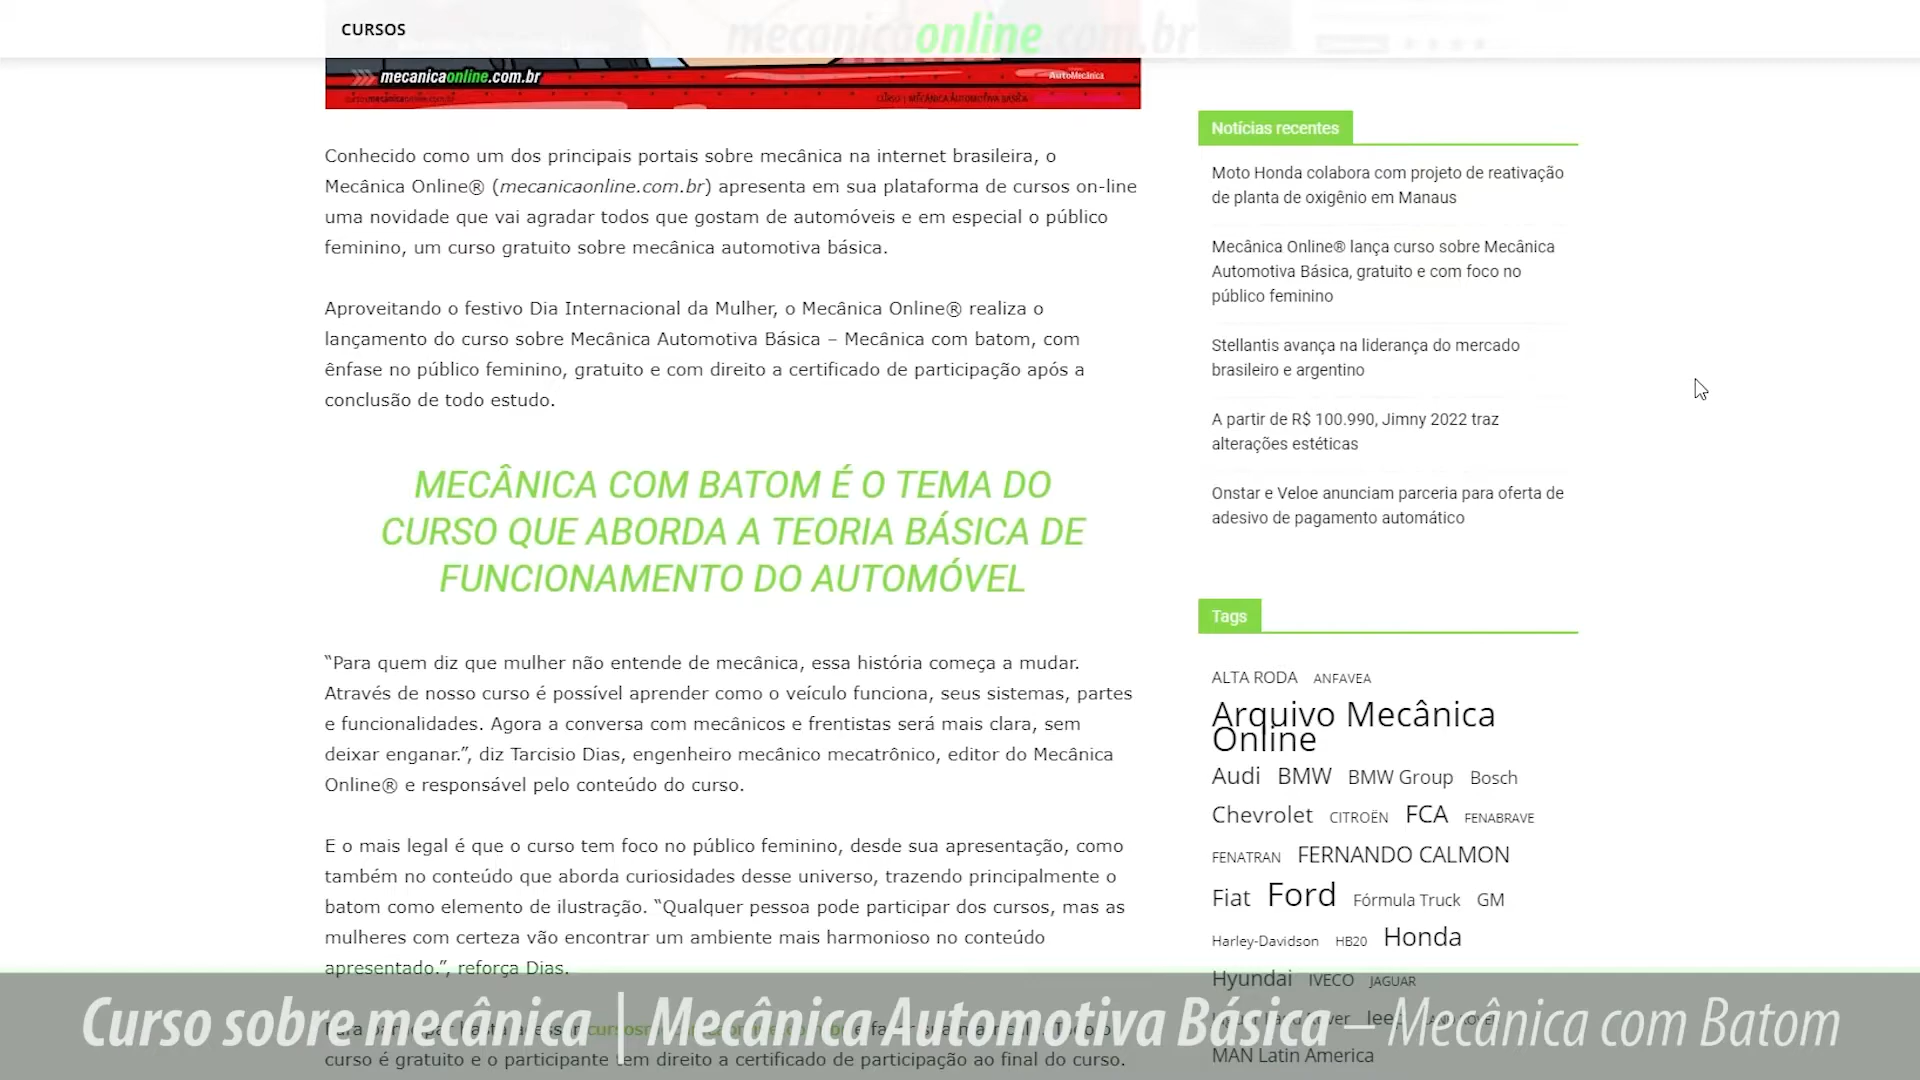 CURSOS
mecanicaonline.com.br
mecanicaonline.com.br
AutoMecânica
CURSO | MECÂNICA AUTOMOTIVA BÁSICA
Conhecido como um dos principais portais sobre mecânica na internet brasileira, o
Mecânica Online® (mecanicaonline.com.br) apresenta em sua plataforma de cursos on-line
uma novidade que vai agradar todos que gostam de automóveis e em especial o público
feminino, um curso gratuito sobre mecânica automotiva básica.
Aproveitando o festivo Dia Internacional da Mulher, o Mecânica Online® realiza o
lançamento do curso sobre Mecânica Automotiva Básica – Mecânica com batom, com
ênfase no público feminino, gratuito e com direito a certificado de participação após a
conclusão de todo estudo.
MECÂNICA COM BATOM É O TEMA DO
CURSO QUE ABORDA A TEORIA BÁSICA DE
FUNCIONAMENTO DO AUTOMÓVEL
“Para quem diz que mulher não entende de mecânica, essa história começa a mudar.
Através de nosso curso é possível aprender como o veículo funciona, seus sistemas, partes
e funcionalidades. Agora a conversa com mecânicos e frentistas será mais clara, sem
deixar enganar.”, diz Tarcisio Dias, engenheiro mecânico mecatrônico, editor do Mecânica
Online® e responsável pelo conteúdo do curso.
E o mais legal é que o curso tem foco no público feminino, desde sua apresentação, como
também no conteúdo que aborda curiosidades desse universo, trazendo principalmente o
batom como elemento de ilustração. “Qualquer pessoa pode participar dos cursos, mas as
mulheres com certeza vão encontrar um ambiente mais harmonioso no conteúdo
apresentado.”, reforça Dias.
curso é gratuito e o participante tem direito a certificado de participação ao final do curso.
Notícias recentes
Moto Honda colabora com projeto de reativação
de planta de oxigênio em Manaus
Mecânica Online® lança curso sobre Mecânica
Automotiva Básica, gratuito e com foco no
público feminino
Stellantis avança na liderança do mercado
brasileiro e argentino
A partir de R$ 100.990, Jimny 2022 traz
alterações estéticas
Onstar e Veloe anunciam parceria para oferta de
adesivo de pagamento automático
Tags
ALTA RODA ANFAVEA
Arquivo Mecânica
Online
Audi BMW BMW Group Bosch
Chevrolet CITROËN FCA FENABRAVE
FENATRAN FERNANDO CALMON
Fiat Ford Fórmula Truck GM
Harley-Davidson HB20 Honda
Hyundai IVECO JAGUAR
MAN Latin America
Curso sobre mecânica | Mecânica Automotiva Básica – Mecânica com Batom